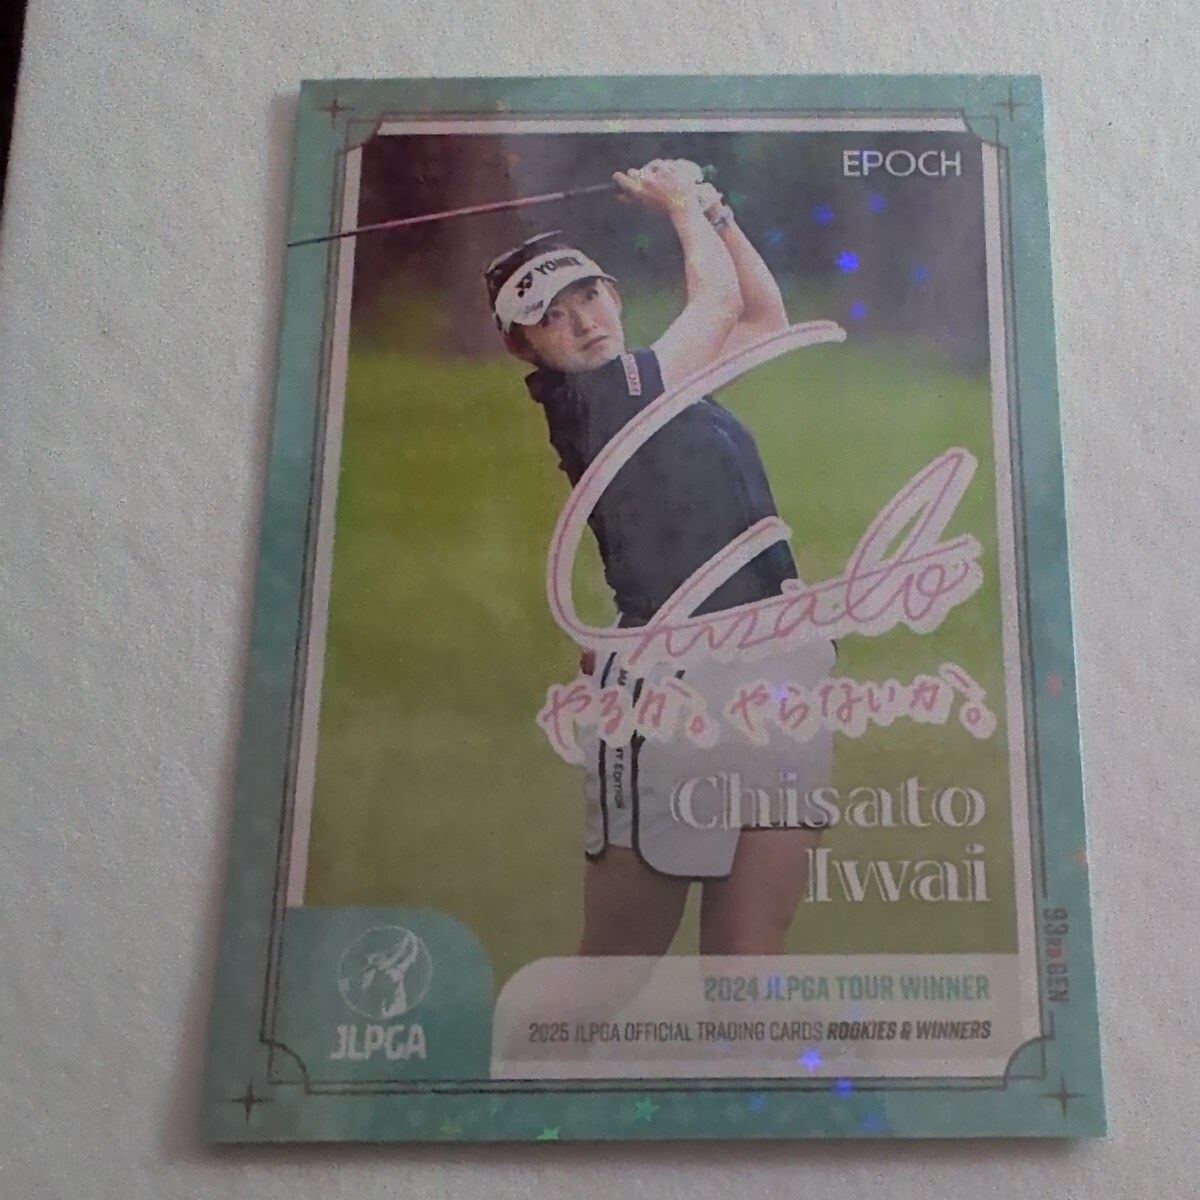 EPOCH
YONEX
Chisato
やるか。やらないか。
Chisato
Iwai
93RD GEN
2024 JLPGA TOUR WINNER
2025 JLPGA OFFICIAL TRADING CARDS ROOKIES & WINNERS
JLPGA